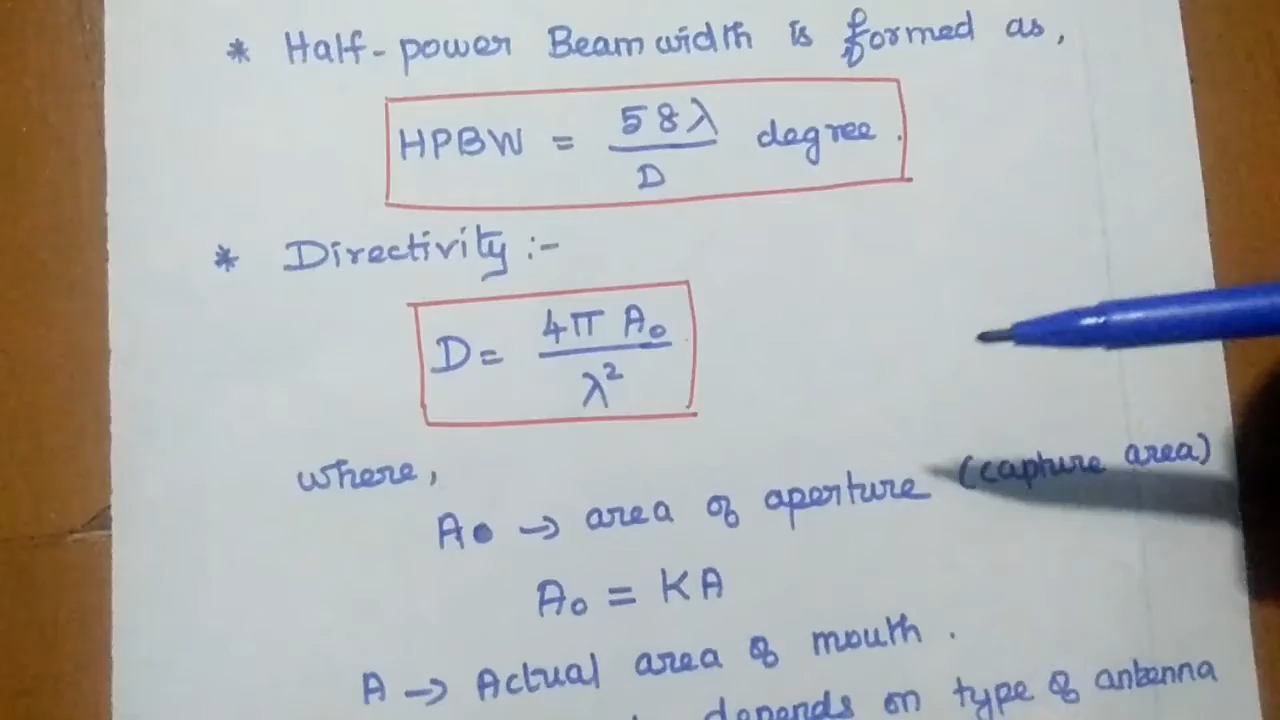 * Half-power Beamwidth is formed as,
HPBW = 58λ / D degree.
* Directivity :-
D = 4π A₀ / λ²
where,
A₀ → area of aperture (capture area)
A₀ = KA
A → Actual area of mouth.
depends on type of antenna